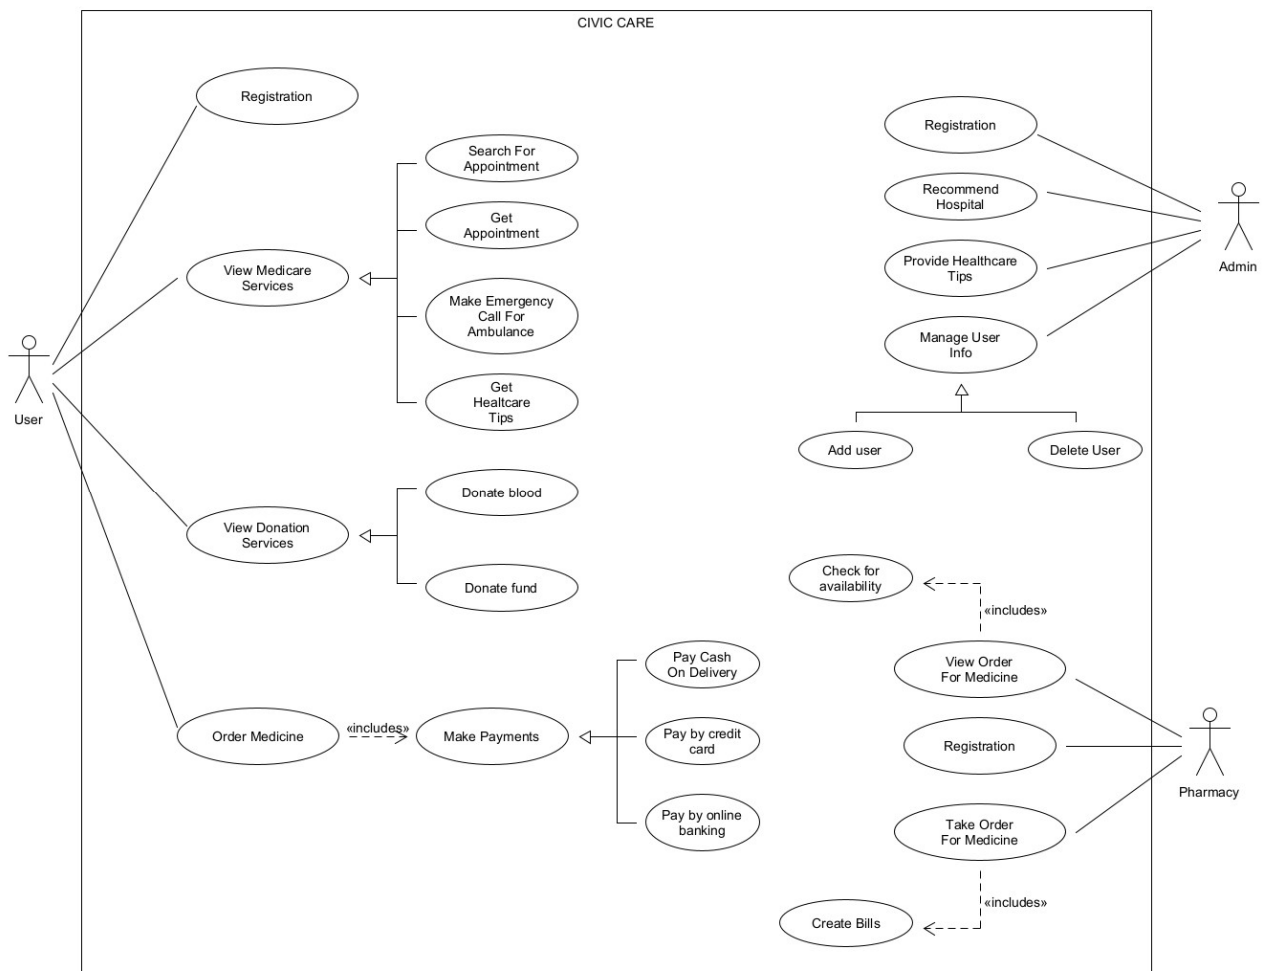 CIVIC CARE
Registration
Search For
Appointment
Get
Appointment
View Medicare
Services
Make Emergency
Call For
Ambulance
Get
Healtcare
Tips
User
View Donation
Services
Donate blood
Donate fund
Order Medicine
«includes»
Make Payments
Pay Cash
On Delivery
Pay by credit
card
Pay by online
banking
Registration
Recommend
Hospital
Provide Healthcare
Tips
Manage User
Info
Admin
Add user
Delete User
Check for
availability
«includes»
View Order
For Medicine
Registration
Take Order
For Medicine
Pharmacy
«includes»
Create Bills